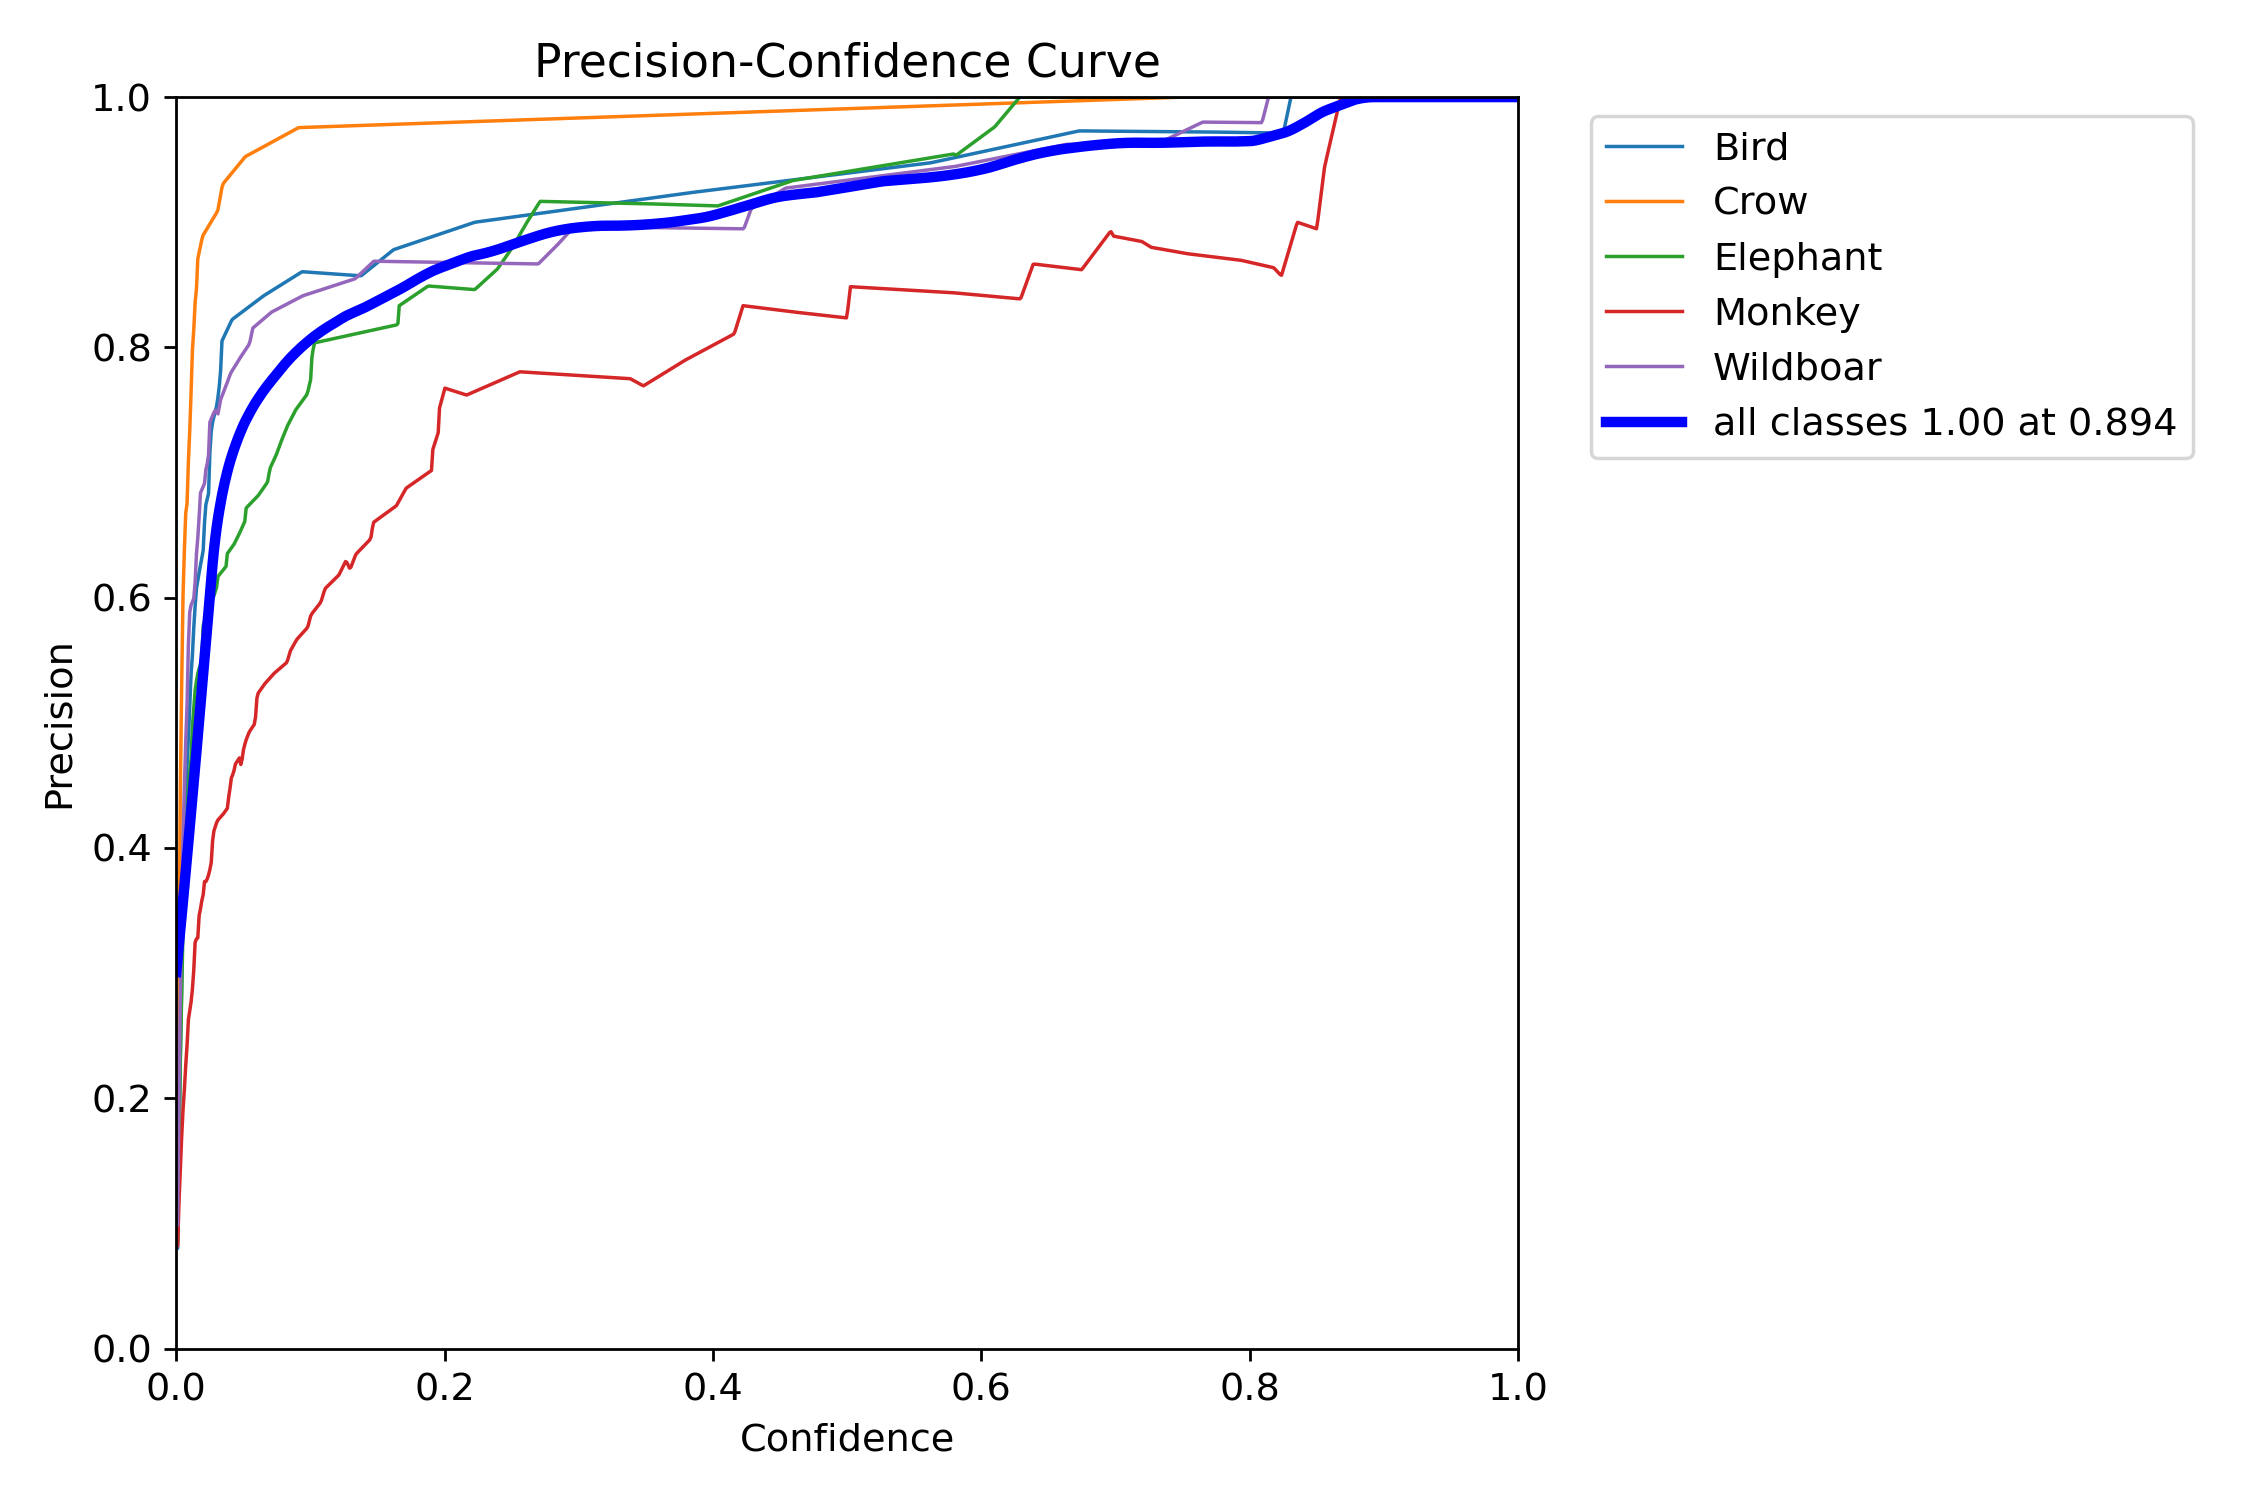 Precision-Confidence Curve
1.0
0.8
0.6
0.4
0.2
0.0
Precision
0.0 0.2 0.4 0.6 0.8 1.0
Confidence
Bird
Crow
Elephant
Monkey
Wildboar
all classes 1.00 at 0.894